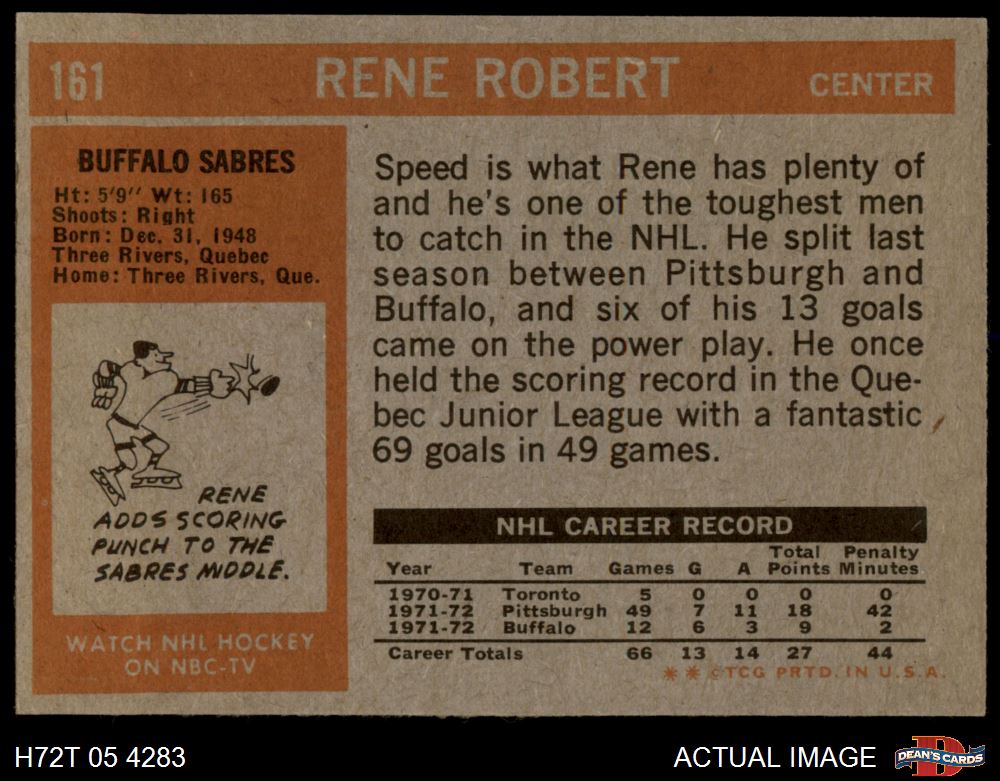 161 RENE ROBERT CENTER
BUFFALO SABRES
Ht: 5'9" Wt: 165
Shoots: Right
Born: Dec. 31, 1948
Three Rivers, Quebec
Home: Three Rivers, Que.
RENE
ADDS SCORING
PUNCH TO THE
SABRES MIDDLE.
WATCH NHL HOCKEY
ON NBC-TV
Speed is what Rene has plenty of
and he's one of the toughest men
to catch in the NHL. He split last
season between Pittsburgh and
Buffalo, and six of his 13 goals
came on the power play. He once
held the scoring record in the Que-
bec Junior League with a fantastic
69 goals in 49 games.
NHL CAREER RECORD
Year Team Games G A Total Points Penalty Minutes
1970-71 Toronto 5 0 0 0 0
1971-72 Pittsburgh 49 7 11 18 42
1971-72 Buffalo 12 6 3 9 2
Career Totals 66 13 14 27 44
** ©TCG PRTD. IN U.S.A.
H72T 05 4283 ACTUAL IMAGE D DEAN'S CARDS